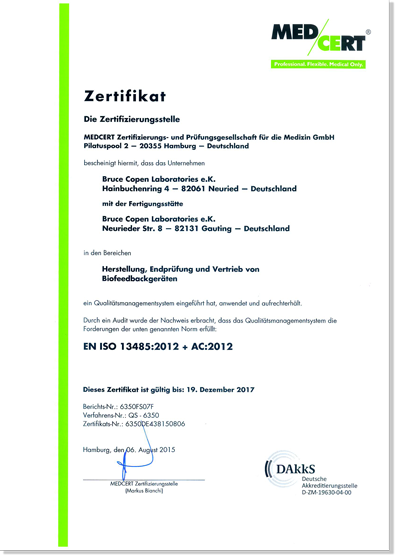 MEDCERT®
Professional. Flexible. Medical Only.
Zertifikat
Die Zertifizierungsstelle
MEDCERT Zertifizierungs- und Prüfungsgesellschaft für die Medizin GmbH
Pilatuspool 2 – 20355 Hamburg – Deutschland
bescheinigt hiermit, dass das Unternehmen
Bruce Copen Laboratories e.K.
Hainbuchenring 4 – 82061 Neuried – Deutschland
mit der Fertigungsstätte
Bruce Copen Laboratories e.K.
Neurieder Str. 8 – 82131 Gauting – Deutschland
in den Bereichen
Herstellung, Endprüfung und Vertrieb von
Biofeedbackgeräten
ein Qualitätsmanagementsystem eingeführt hat, anwendet und aufrechterhält.
Durch ein Audit wurde der Nachweis erbracht, dass das Qualitätsmanagementsystem die
Forderungen der unten genannten Norm erfüllt:
EN ISO 13485:2012 + AC:2012
Dieses Zertifikat ist gültig bis: 19. Dezember 2017
Berichts-Nr.: 6350FS07F
Verfahrens-Nr.: QS - 6350
Zertifikats-Nr.: 6350DE438150806
Hamburg, den 06. August 2015
MEDCERT Zertifizierungsstelle
(Markus Bianchi)
DAkkS
Deutsche
Akkreditierungsstelle
D-ZM-19630-04-00